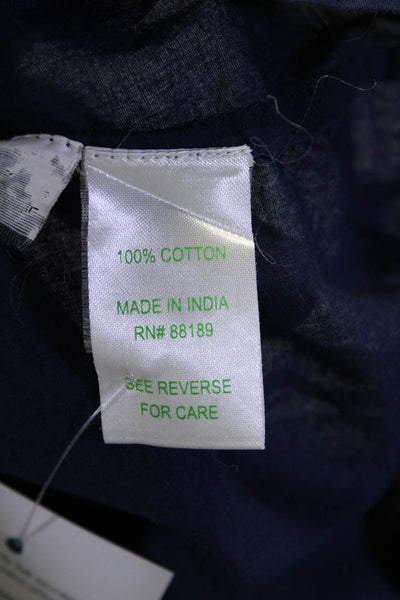 100% COTTON
MADE IN INDIA
RN# 88189
SEE REVERSE
FOR CARE